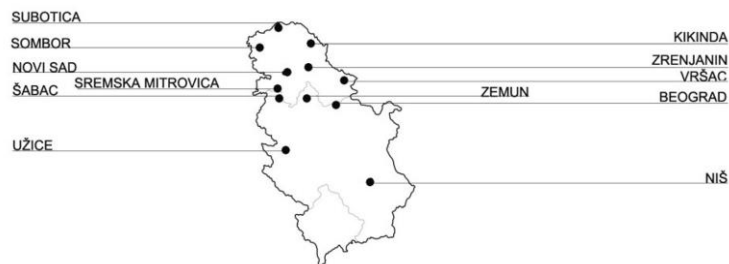 SUBOTICA
SOMBOR
NOVI SAD
SREMSKA MITROVICA
ŠABAC
UŽICE
KIKINDA
ZRENJANIN
VRŠAC
ZEMUN
BEOGRAD
NIŠ